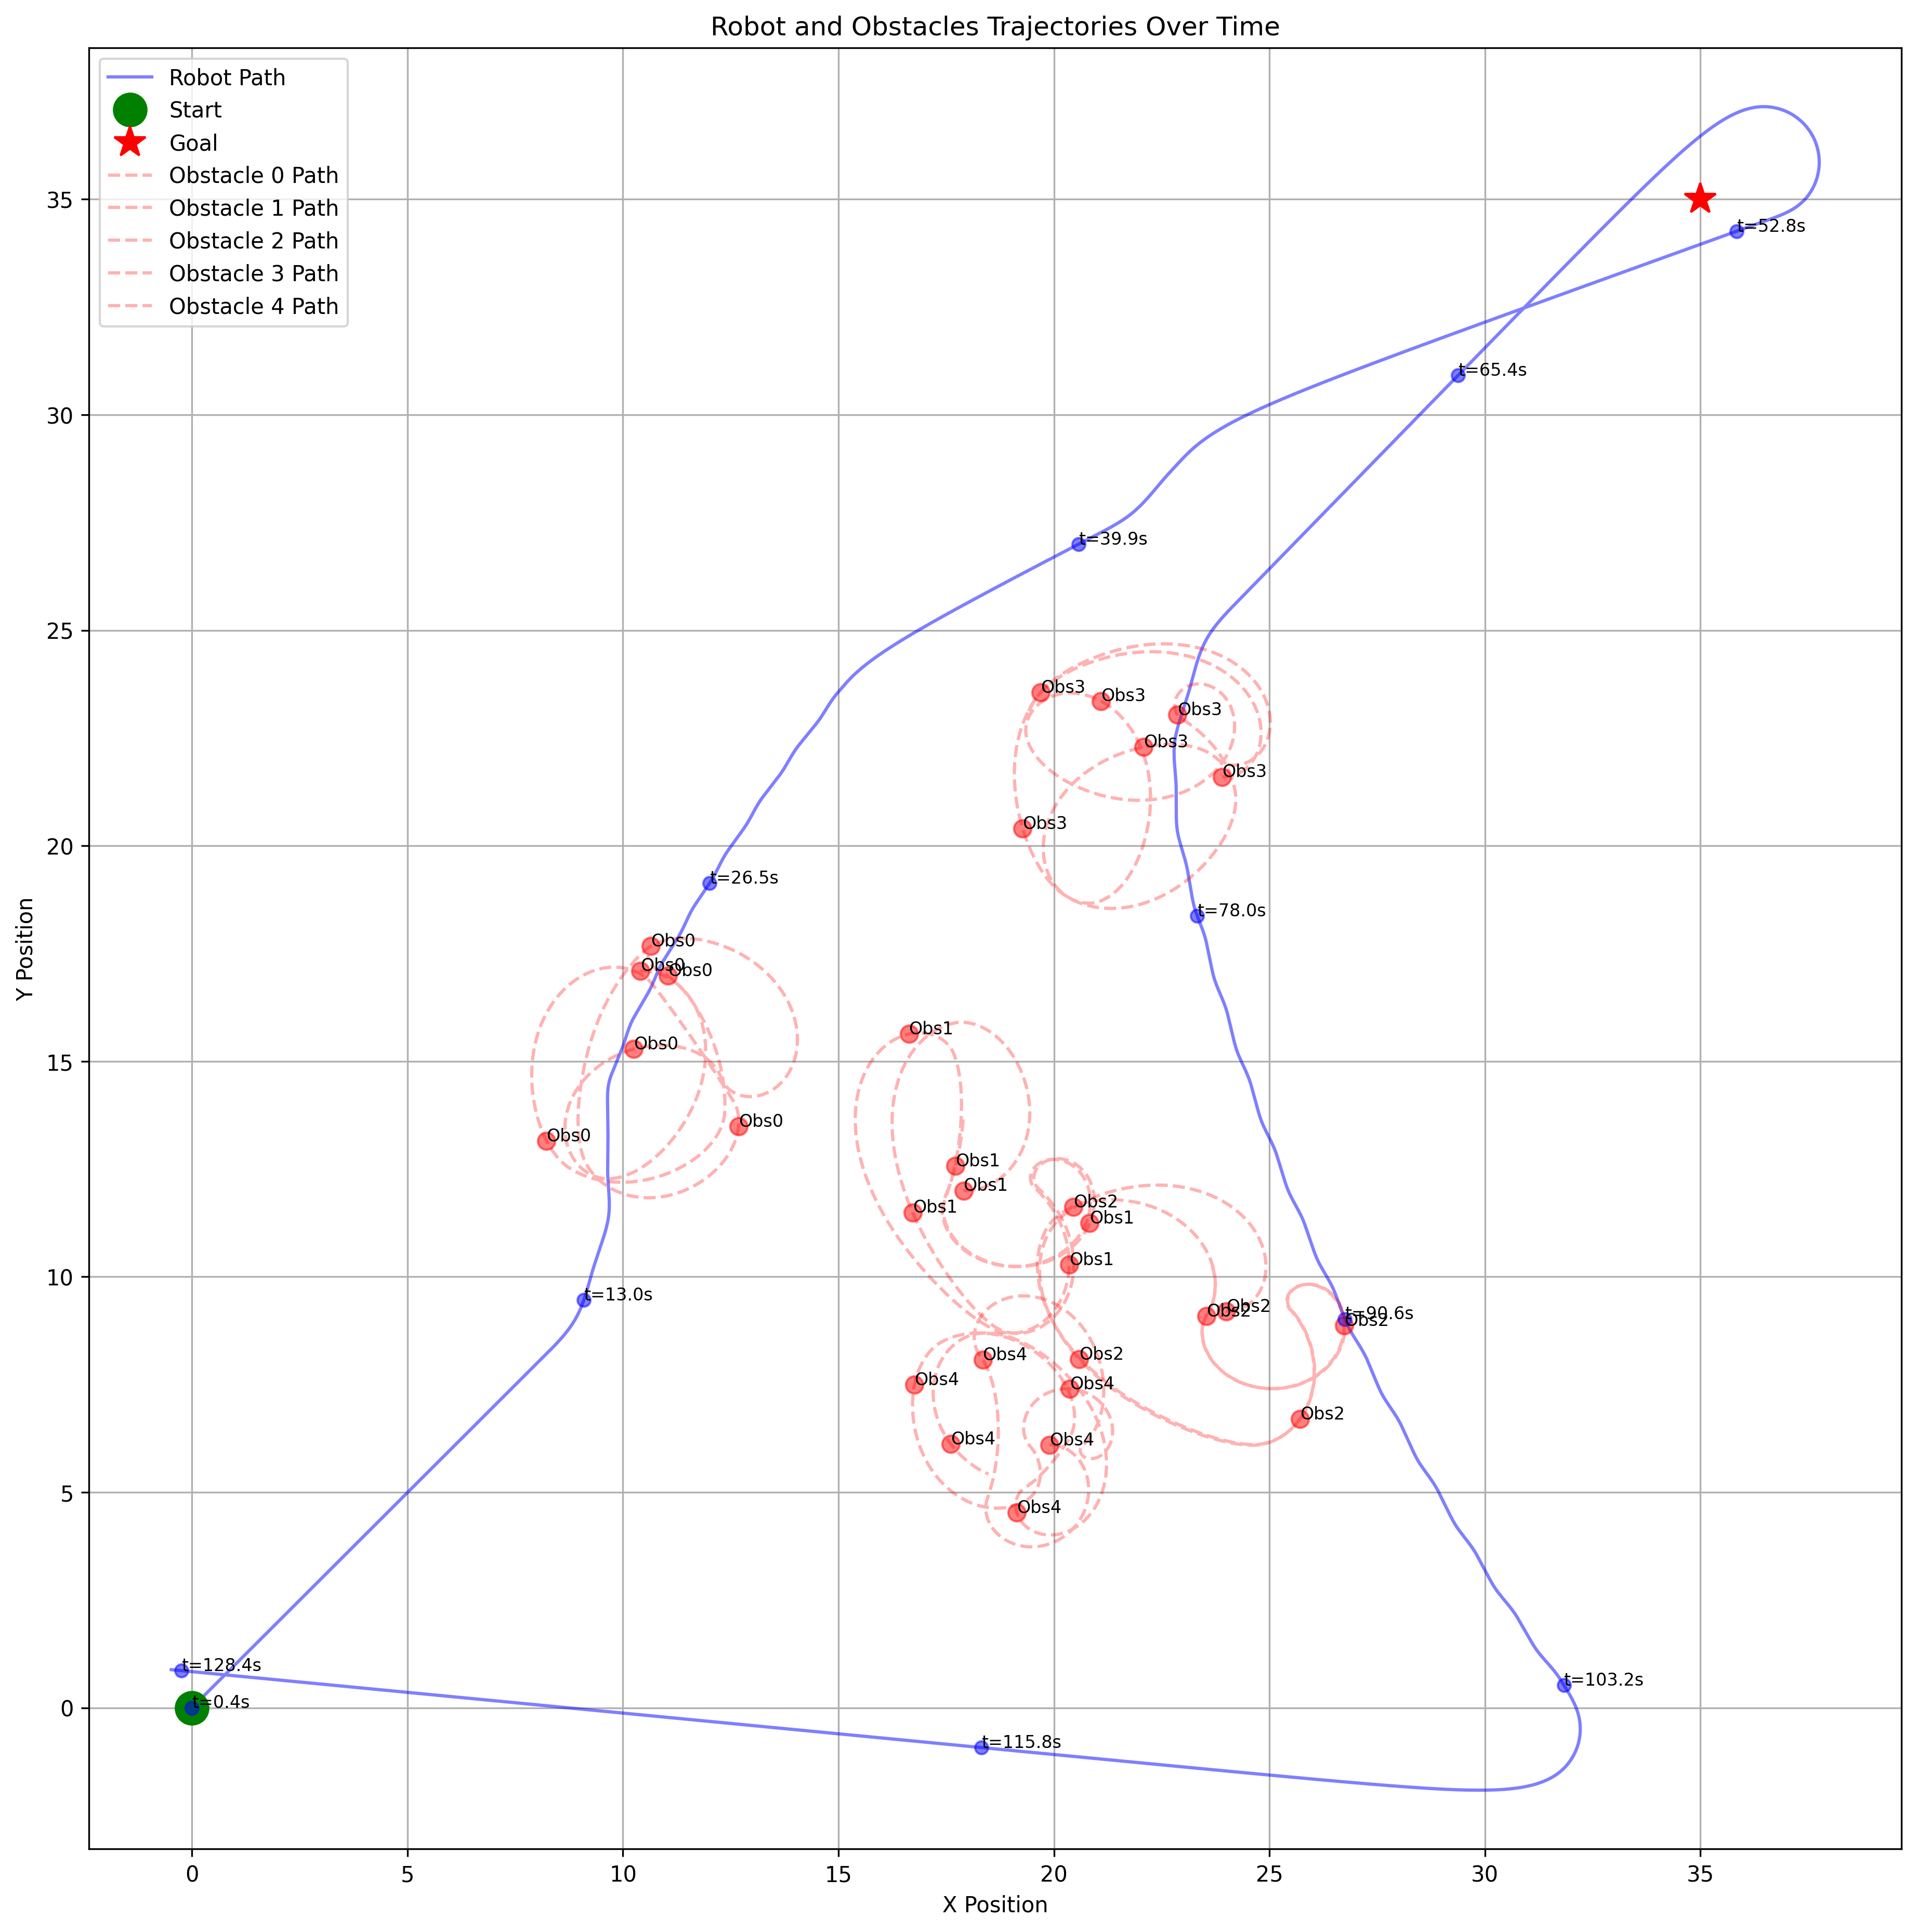 Robot and Obstacles Trajectories Over Time
Robot Path
Start
Goal
Obstacle 0 Path
Obstacle 1 Path
Obstacle 2 Path
Obstacle 3 Path
Obstacle 4 Path
35
30
25
20
15
10
5
0
Y Position
t=52.8s
t=65.4s
t=39.9s
Obs3
Obs3
Obs3
Obs3
Obs3
Obs3
t=26.5s
t=78.0s
Obs0
Obs0
Obs0
Obs0
Obs0
Obs0
Obs1
Obs1
Obs1
Obs1
Obs2
Obs1
Obs1
t=13.0s
Obs2
Obs2
t=90.6s
Obs2
Obs4
Obs2
Obs4
Obs4
Obs2
Obs4
Obs4
Obs4
t=128.4s
t=0.4s
t=103.2s
t=115.8s
0
5
10
15
20
25
30
35
X Position